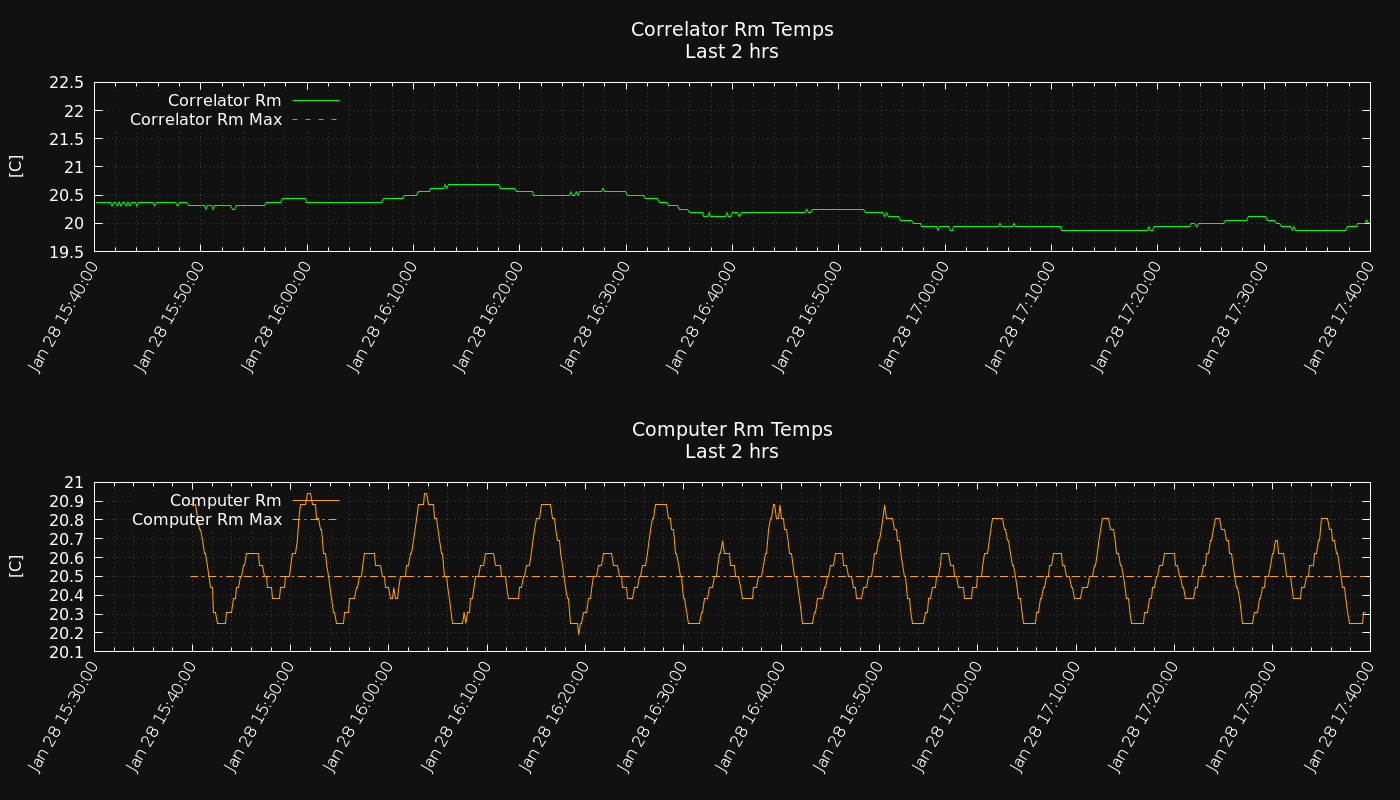 Correlator Rm Temps
Last 2 hrs
22.5
22
21.5
21
20.5
20
19.5
[C]
Correlator Rm
Correlator Rm Max
Jan 28 15:40:00
Jan 28 15:50:00
Jan 28 16:00:00
Jan 28 16:10:00
Jan 28 16:20:00
Jan 28 16:30:00
Jan 28 16:40:00
Jan 28 16:50:00
Jan 28 17:00:00
Jan 28 17:10:00
Jan 28 17:20:00
Jan 28 17:30:00
Jan 28 17:40:00
Computer Rm Temps
Last 2 hrs
21
20.9
20.8
20.7
20.6
20.5
20.4
20.3
20.2
20.1
[C]
Computer Rm
Computer Rm Max
Jan 28 15:30:00
Jan 28 15:40:00
Jan 28 15:50:00
Jan 28 16:00:00
Jan 28 16:10:00
Jan 28 16:20:00
Jan 28 16:30:00
Jan 28 16:40:00
Jan 28 16:50:00
Jan 28 17:00:00
Jan 28 17:10:00
Jan 28 17:20:00
Jan 28 17:30:00
Jan 28 17:40:00